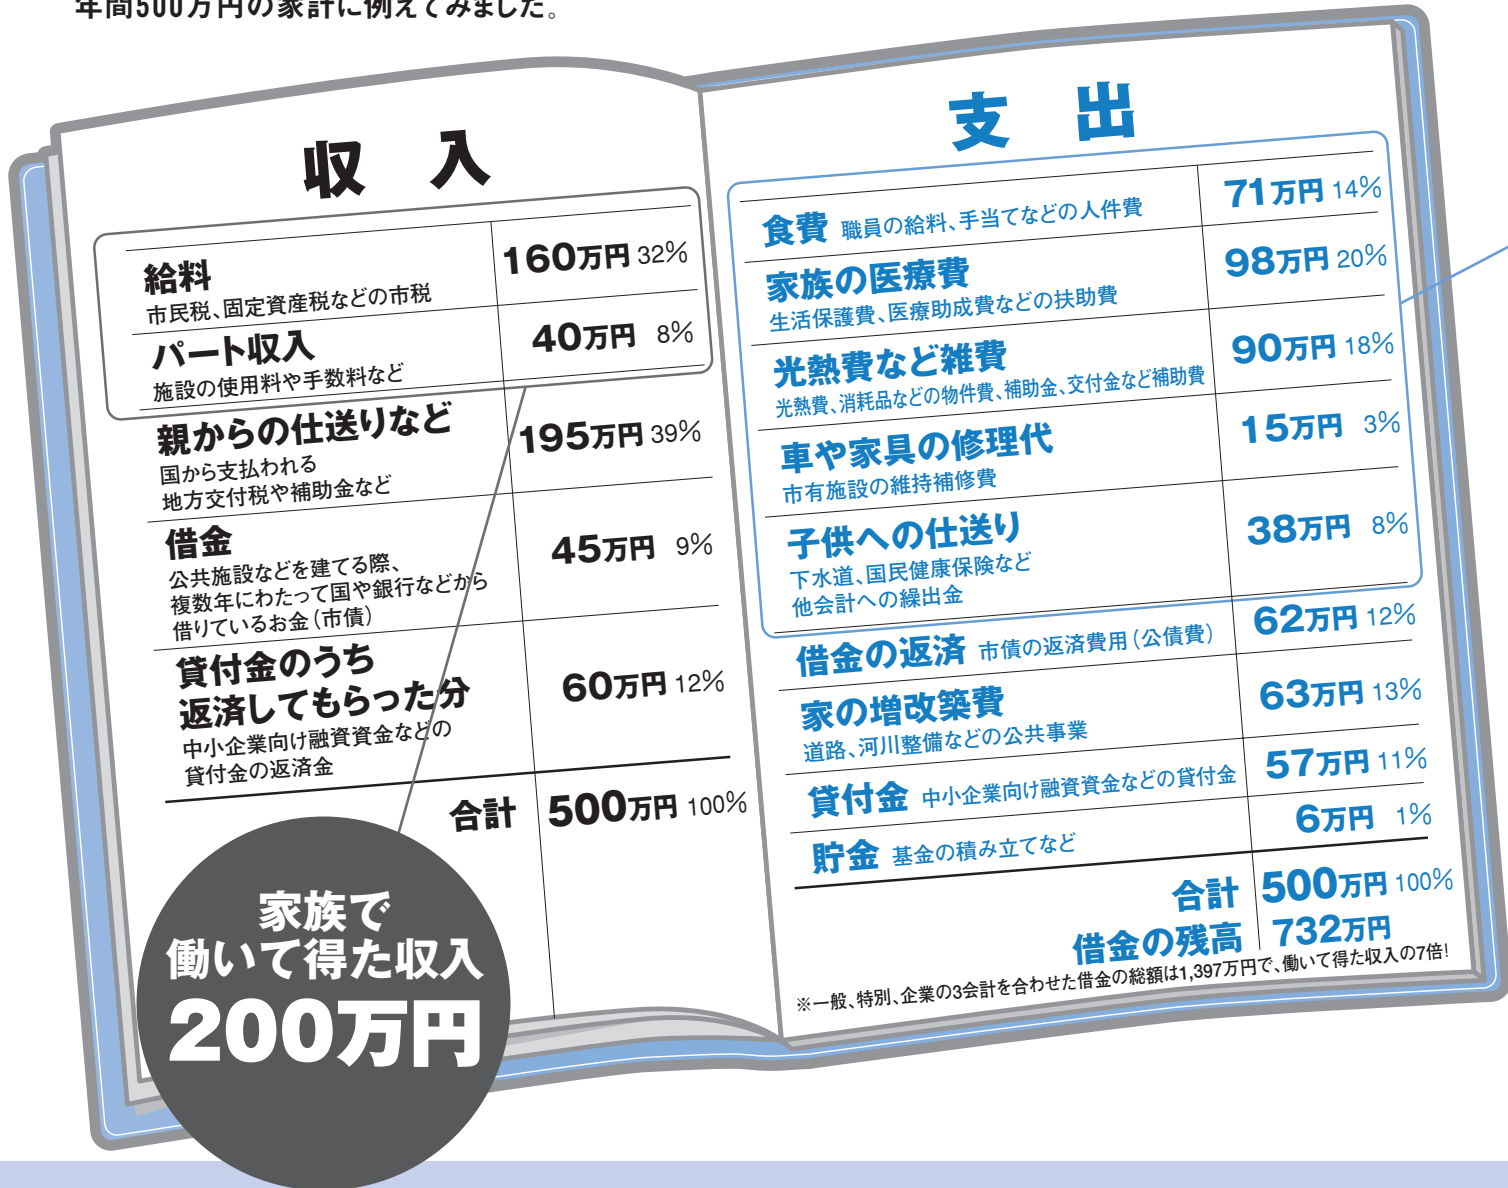 年間500万円の家計に例えてみました。
収入
給料
160万円 32%
市民税、固定資産税などの市税
パート収入
40万円 8%
施設の使用料や手数料など
親からの仕送りなど
195万円 39%
国から支払われる
地方交付税や補助金など
借金
45万円 9%
公共施設などを建てる際、
複数年にわたって国や銀行などから
借りているお金（市債）
貸付金のうち
返済してもらった分
60万円 12%
中小企業向け融資資金などの
貸付金の返済金
合計 500万円 100%
家族で
働いて得た収入
200万円
支出
食費 職員の給料、手当てなどの人件費 71万円 14%
家族の医療費
98万円 20%
生活保護費、医療助成費などの扶助費
光熱費など雑費
90万円 18%
光熱費、消耗品などの物件費、補助金、交付金など補助費
車や家具の修理代
15万円 3%
市有施設の維持補修費
子供への仕送り
38万円 8%
下水道、国民健康保険など
他会計への繰出金
借金の返済 市債の返済費用（公債費） 62万円 12%
家の増改築費
63万円 13%
道路、河川整備などの公共事業
貸付金 中小企業向け融資資金などの貸付金 57万円 11%
貯金 基金の積み立てなど 6万円 1%
合計 500万円 100%
借金の残高 732万円
※一般、特別、企業の3会計を合わせた借金の総額は1,397万円で、働いて得た収入の7倍!